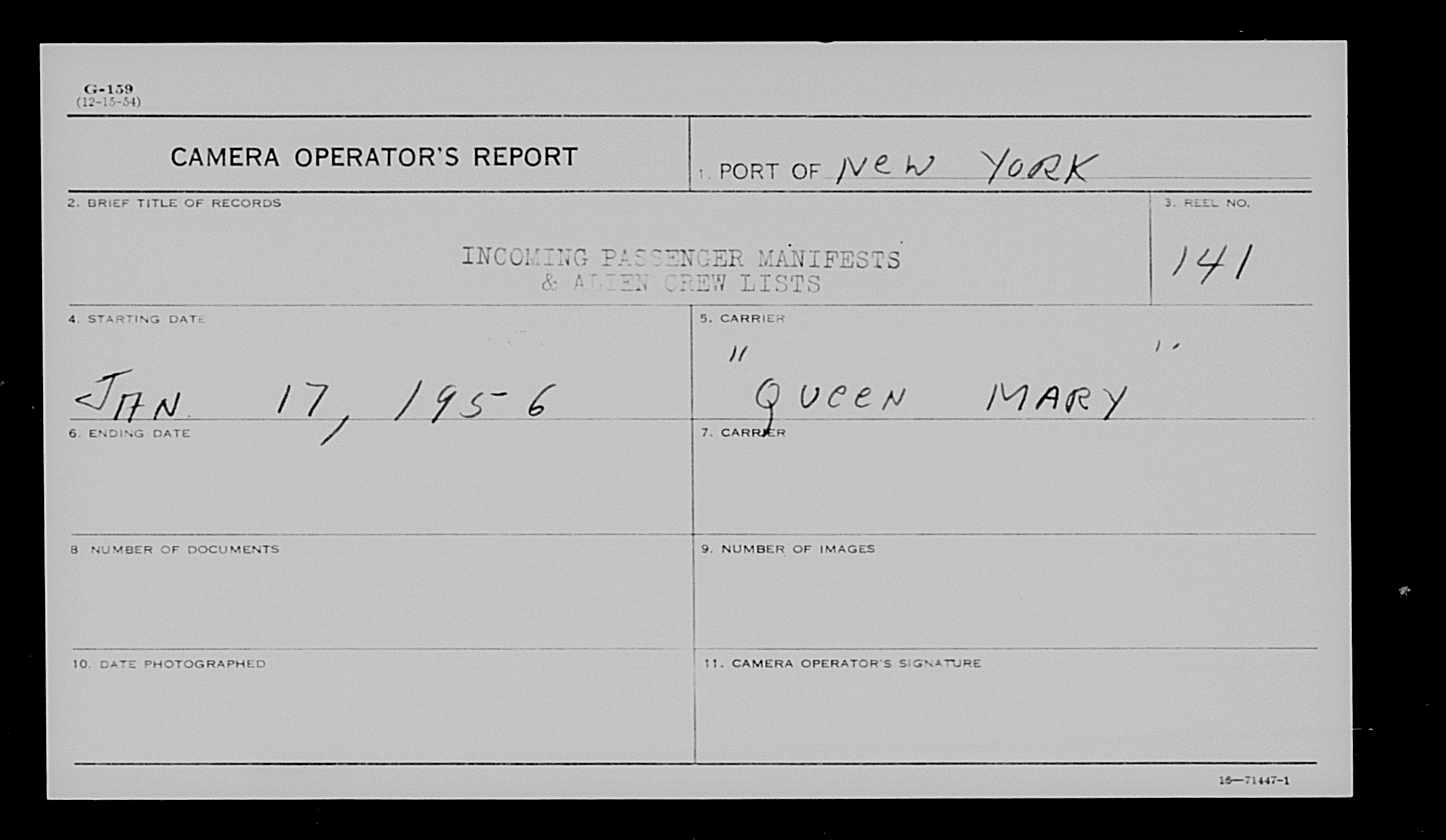 G-159
(12-15-54)
CAMERA OPERATOR'S REPORT
1. PORT OF New YORK
2. BRIEF TITLE OF RECORDS
INCOMING PASSENGER MANIFESTS
& ALIEN CREW LISTS
3. REEL NO.
141
4. STARTING DATE
JAN. 17, 1956
5. CARRIER
"QUEEN MARY"
6. ENDING DATE
7. CARRIER
8 NUMBER OF DOCUMENTS
9. NUMBER OF IMAGES
10. DATE PHOTOGRAPHED
11. CAMERA OPERATOR'S SIGNATURE
16—71447-1